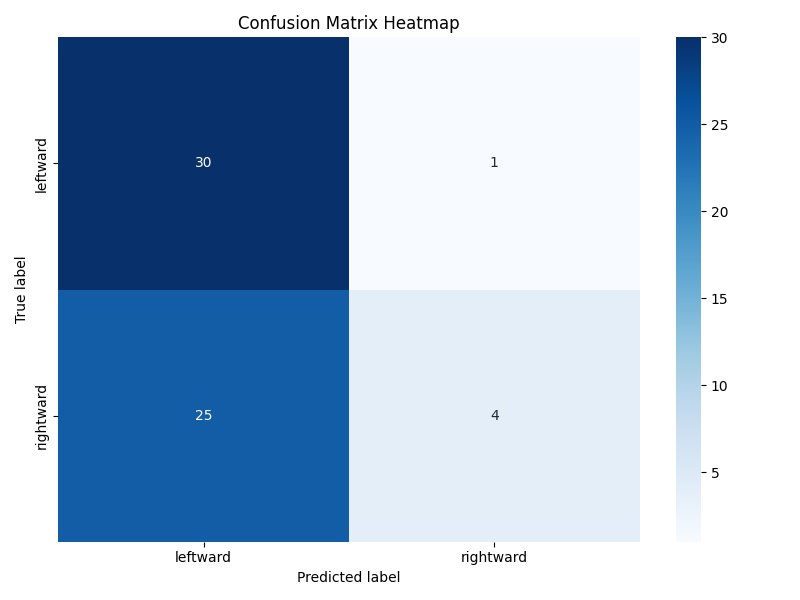 Confusion Matrix Heatmap
True label
leftward
30
1
rightward
25
4
leftward
rightward
Predicted label
30
25
20
15
10
5